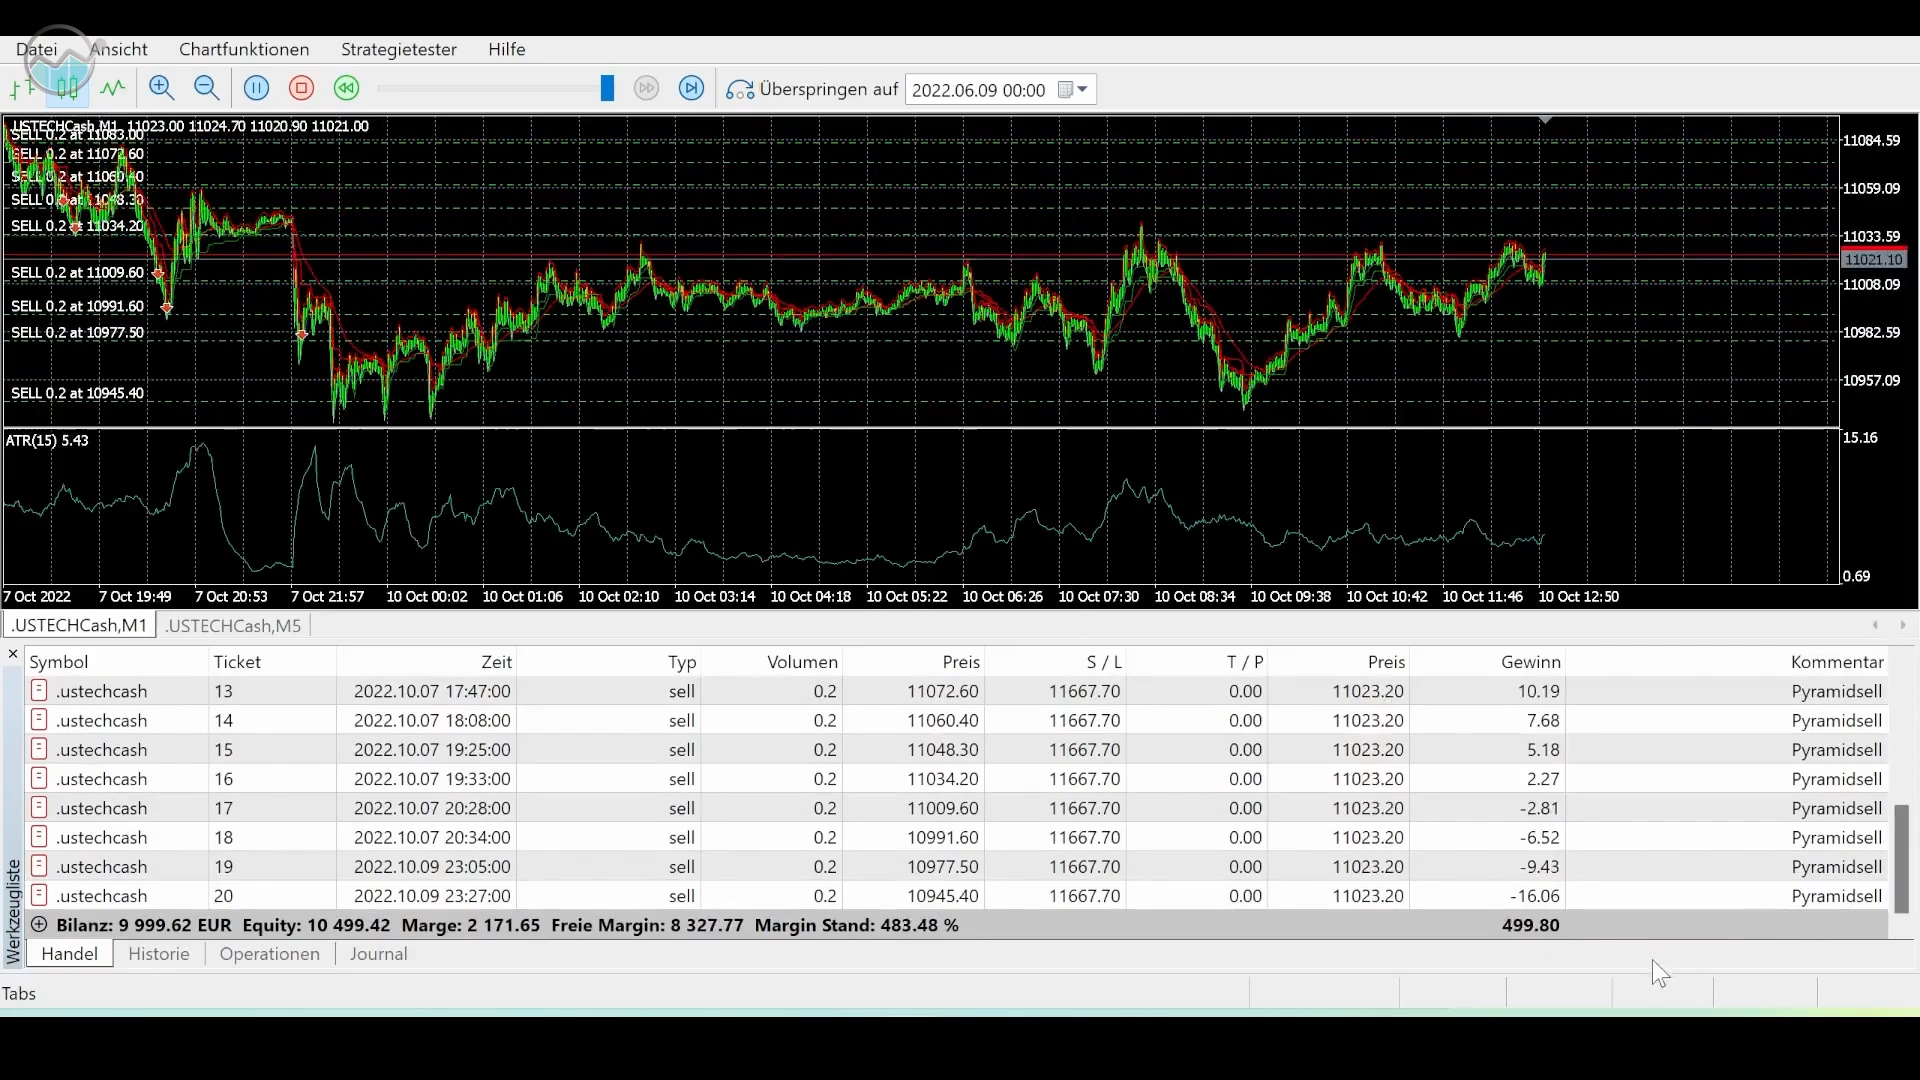 Datei Ansicht Chartfunktionen Strategietester Hilfe
Überspringen auf 2022.06.09 00:00
.USTECHCash,M1 11023.00 11024.70 11020.90 11021.00
SELL 0.2 at 11083.00
SELL 0.2 at 11072.60
SELL 0.2 at 11060.40
SELL 0.2 at 11048.30
SELL 0.2 at 11034.20
SELL 0.2 at 11009.60
SELL 0.2 at 10991.60
SELL 0.2 at 10977.50
SELL 0.2 at 10945.40
11084.59
11059.09
11033.59
11021.10
11008.09
10982.59
10957.09
ATR(15) 5.43
15.16
0.69
7 Oct 2022 7 Oct 19:49 7 Oct 20:53 7 Oct 21:57 10 Oct 00:02 10 Oct 01:06 10 Oct 02:10 10 Oct 03:14 10 Oct 04:18 10 Oct 05:22 10 Oct 06:26 10 Oct 07:30 10 Oct 08:34 10 Oct 09:38 10 Oct 10:42 10 Oct 11:46 10 Oct 12:50
.USTECHCash,M1 .USTECHCash,M5
Symbol Ticket Zeit Typ Volumen Preis S / L T / P Preis Gewinn Kommentar
.ustechcash 13 2022.10.07 17:47:00 sell 0.2 11072.60 11667.70 0.00 11023.20 10.19 Pyramidsell
.ustechcash 14 2022.10.07 18:08:00 sell 0.2 11060.40 11667.70 0.00 11023.20 7.68 Pyramidsell
.ustechcash 15 2022.10.07 19:25:00 sell 0.2 11048.30 11667.70 0.00 11023.20 5.18 Pyramidsell
.ustechcash 16 2022.10.07 19:33:00 sell 0.2 11034.20 11667.70 0.00 11023.20 2.27 Pyramidsell
.ustechcash 17 2022.10.07 20:28:00 sell 0.2 11009.60 11667.70 0.00 11023.20 -2.81 Pyramidsell
.ustechcash 18 2022.10.07 20:34:00 sell 0.2 10991.60 11667.70 0.00 11023.20 -6.52 Pyramidsell
.ustechcash 19 2022.10.09 23:05:00 sell 0.2 10977.50 11667.70 0.00 11023.20 -9.43 Pyramidsell
.ustechcash 20 2022.10.09 23:27:00 sell 0.2 10945.40 11667.70 0.00 11023.20 -16.06 Pyramidsell
Bilanz: 9 999.62 EUR Equity: 10 499.42 Marge: 2 171.65 Freie Margin: 8 327.77 Margin Stand: 483.48 % 499.80
Werkzeugliste
Handel Historie Operationen Journal
Tabs